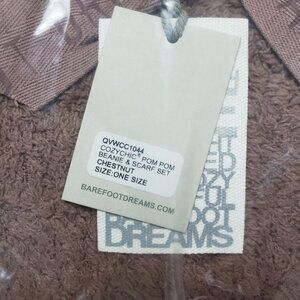 QVWCC1044
COZYCHIC® POM POM
BEANIE & SCARF SET
CHESTNUT
SIZE:ONE SIZE
BAREFOOTDREAMS.COM
DREAMS